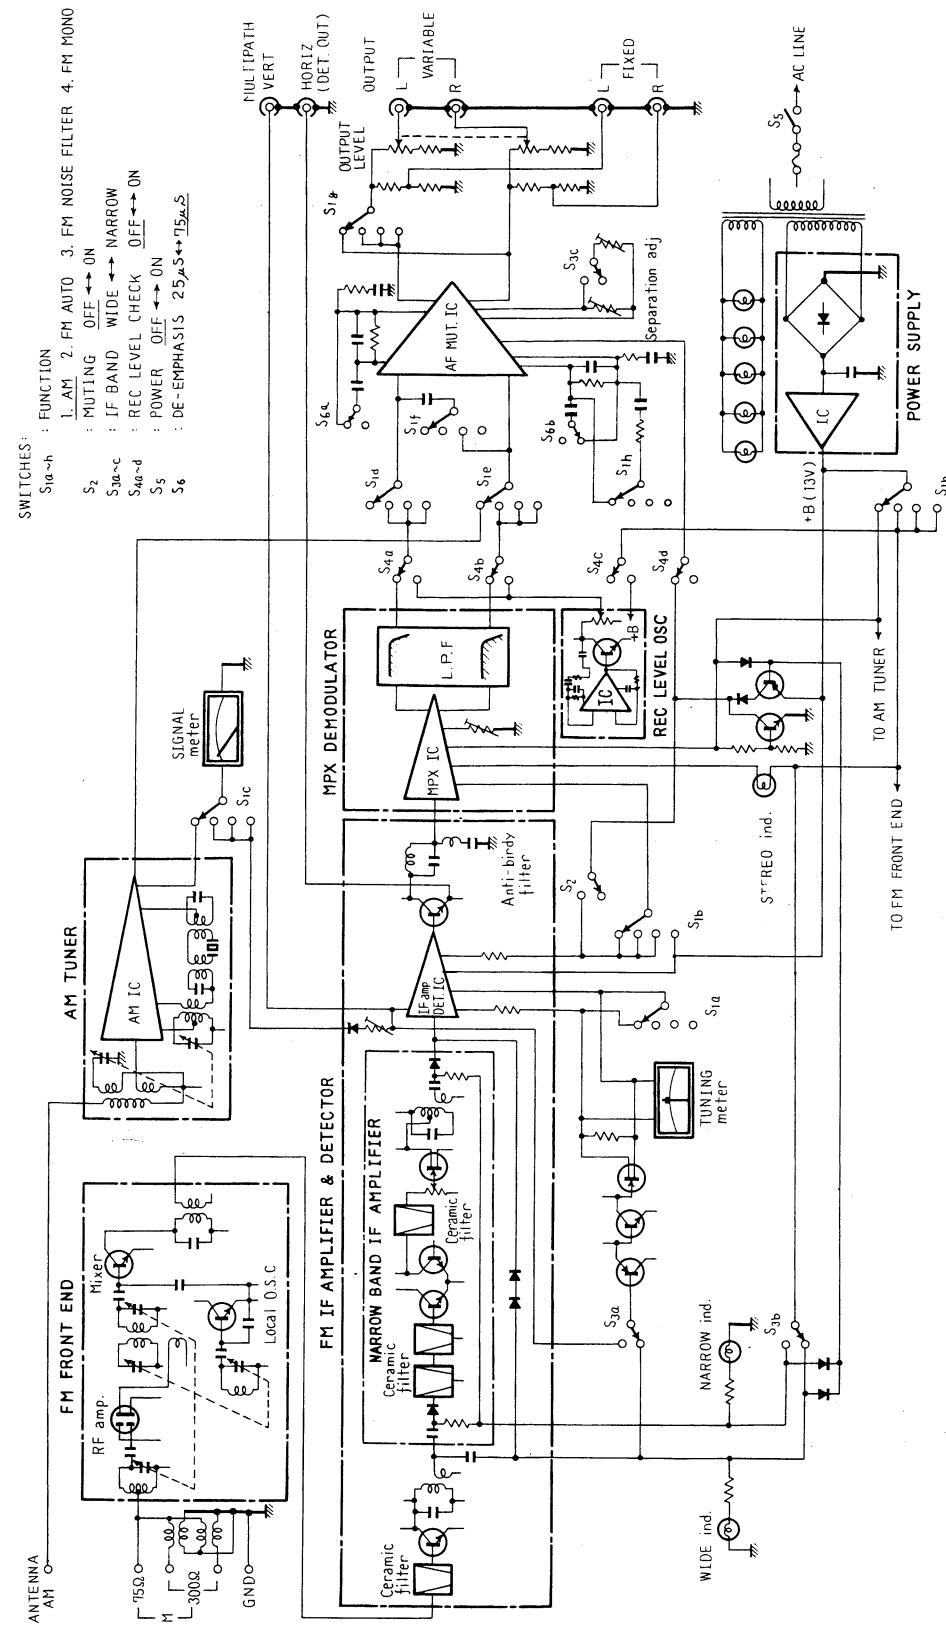 SWITCHES:
S1a~h : FUNCTION
1. AM 2. FM AUTO 3. FM NOISE FILTER 4. FM MONO
S2 : MUTING OFF ↔ ON
S3a~c : IF BAND WIDE ↔ NARROW
S4a~d : REC LEVEL CHECK OFF ↔ ON
S5 : POWER OFF ↔ ON
S6 : DE-EMPHASIS 25μS ↔ 75μS
ANTENNA
AM
75Ω
M
300Ω
GND
FM FRONT END
RF amp.
Mixer
Local O.S.C
AM TUNER
AM IC
SIGNAL
meter
S1c
FM IF AMPLIFIER & DETECTOR
NARROW BAND IF AMPLIFIER
Ceramic
filter
Ceramic
filter
Ceramic
filter
IF amp
DET. IC
Anti-birdy
filter
MPX DEMODULATOR
MPX IC
L.P.F
S4a
S4b
S1d
S1e
S1f
S6a
AF MUT. IC
S1g
S3c
Separation adj
S6b
S1h
OUTPUT
LEVEL
MULTIPATH
VERT
HORIZ
(DET. OUT)
OUTPUT
L
VARIABLE
R
L
FIXED
R
REC LEVEL OSC
IC
+B
S4c
S4d
S2
S1b
S1a
TUNING
meter
S3a
WIDE ind.
NARROW ind.
S3b
STEREO ind.
TO AM TUNER
TO FM FRONT END
+B (13V)
S1h
IC
POWER SUPPLY
S5
AC LINE